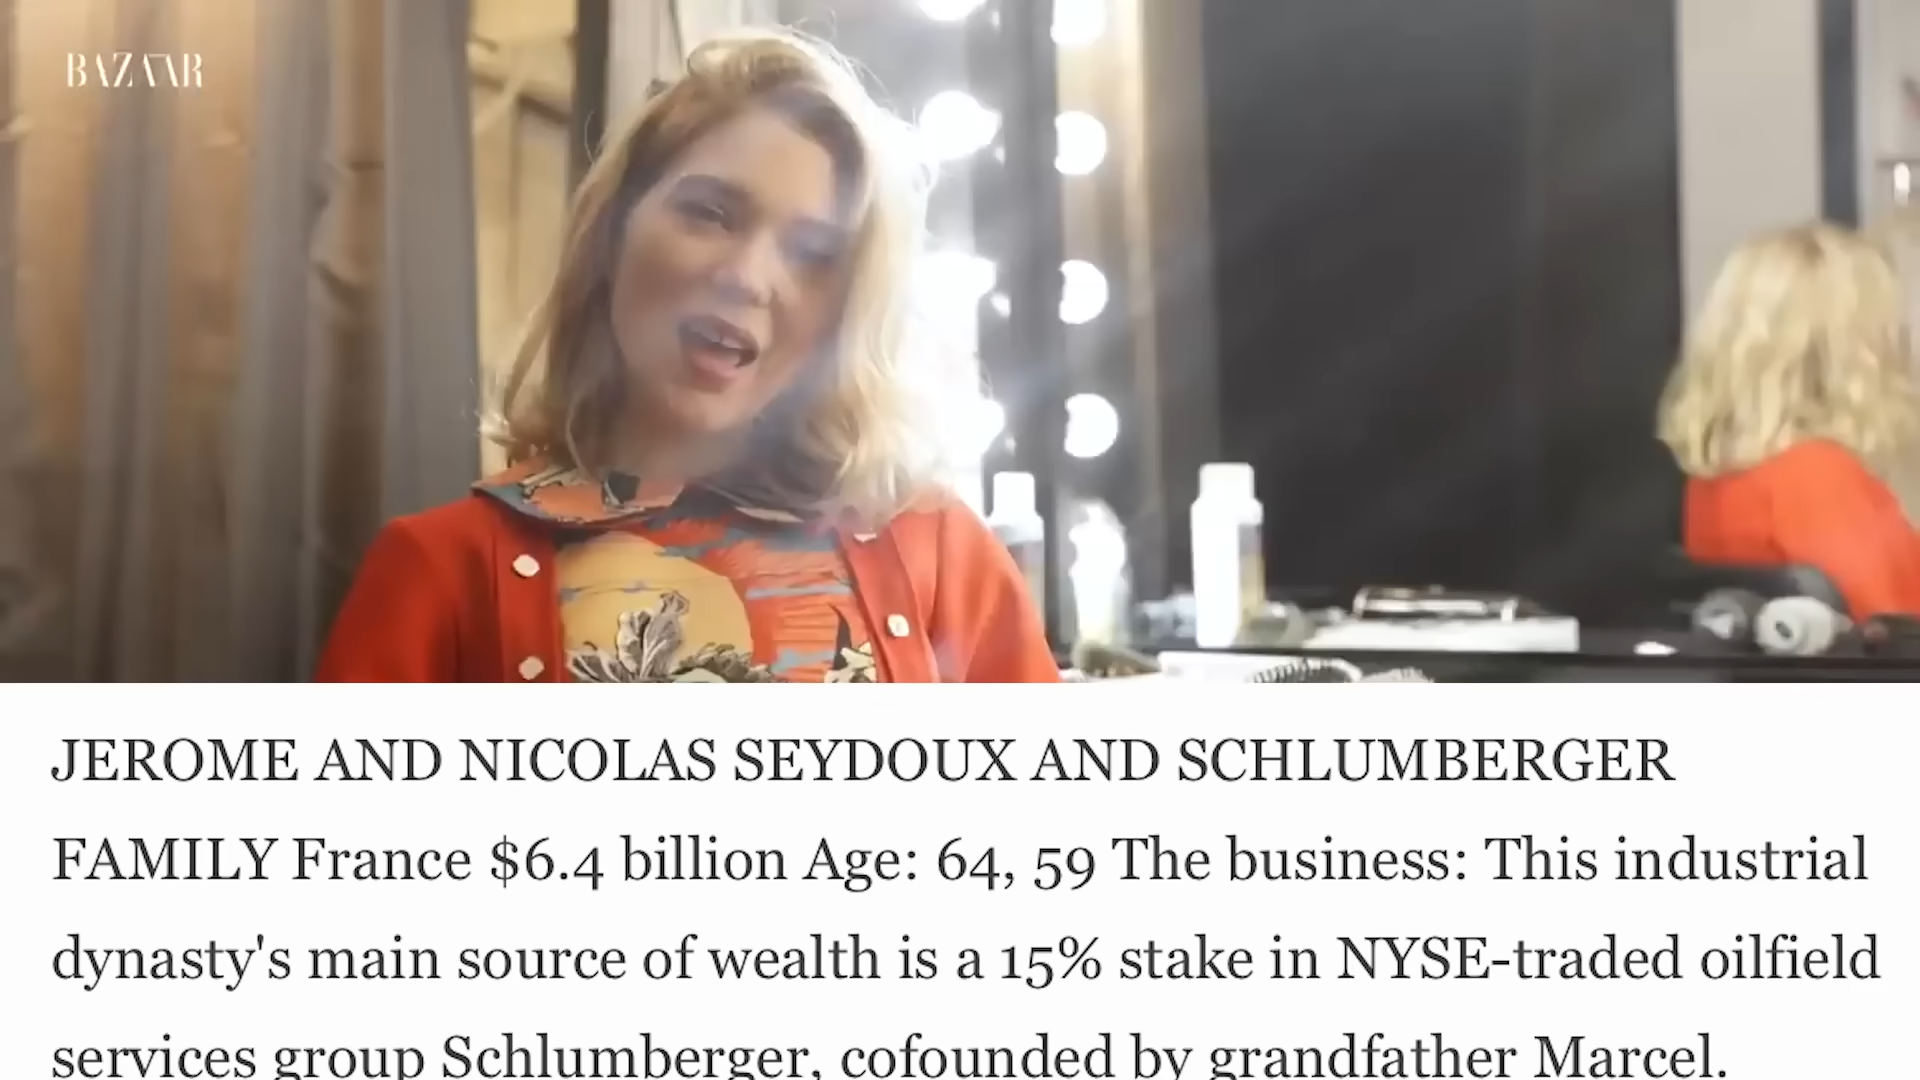 BAZAAR
JEROME AND NICOLAS SEYDOUX AND SCHLUMBERGER
FAMILY France $6.4 billion Age: 64, 59 The business: This industrial
dynasty's main source of wealth is a 15% stake in NYSE-traded oilfield
services group Schlumberger, cofounded by grandfather Marcel.